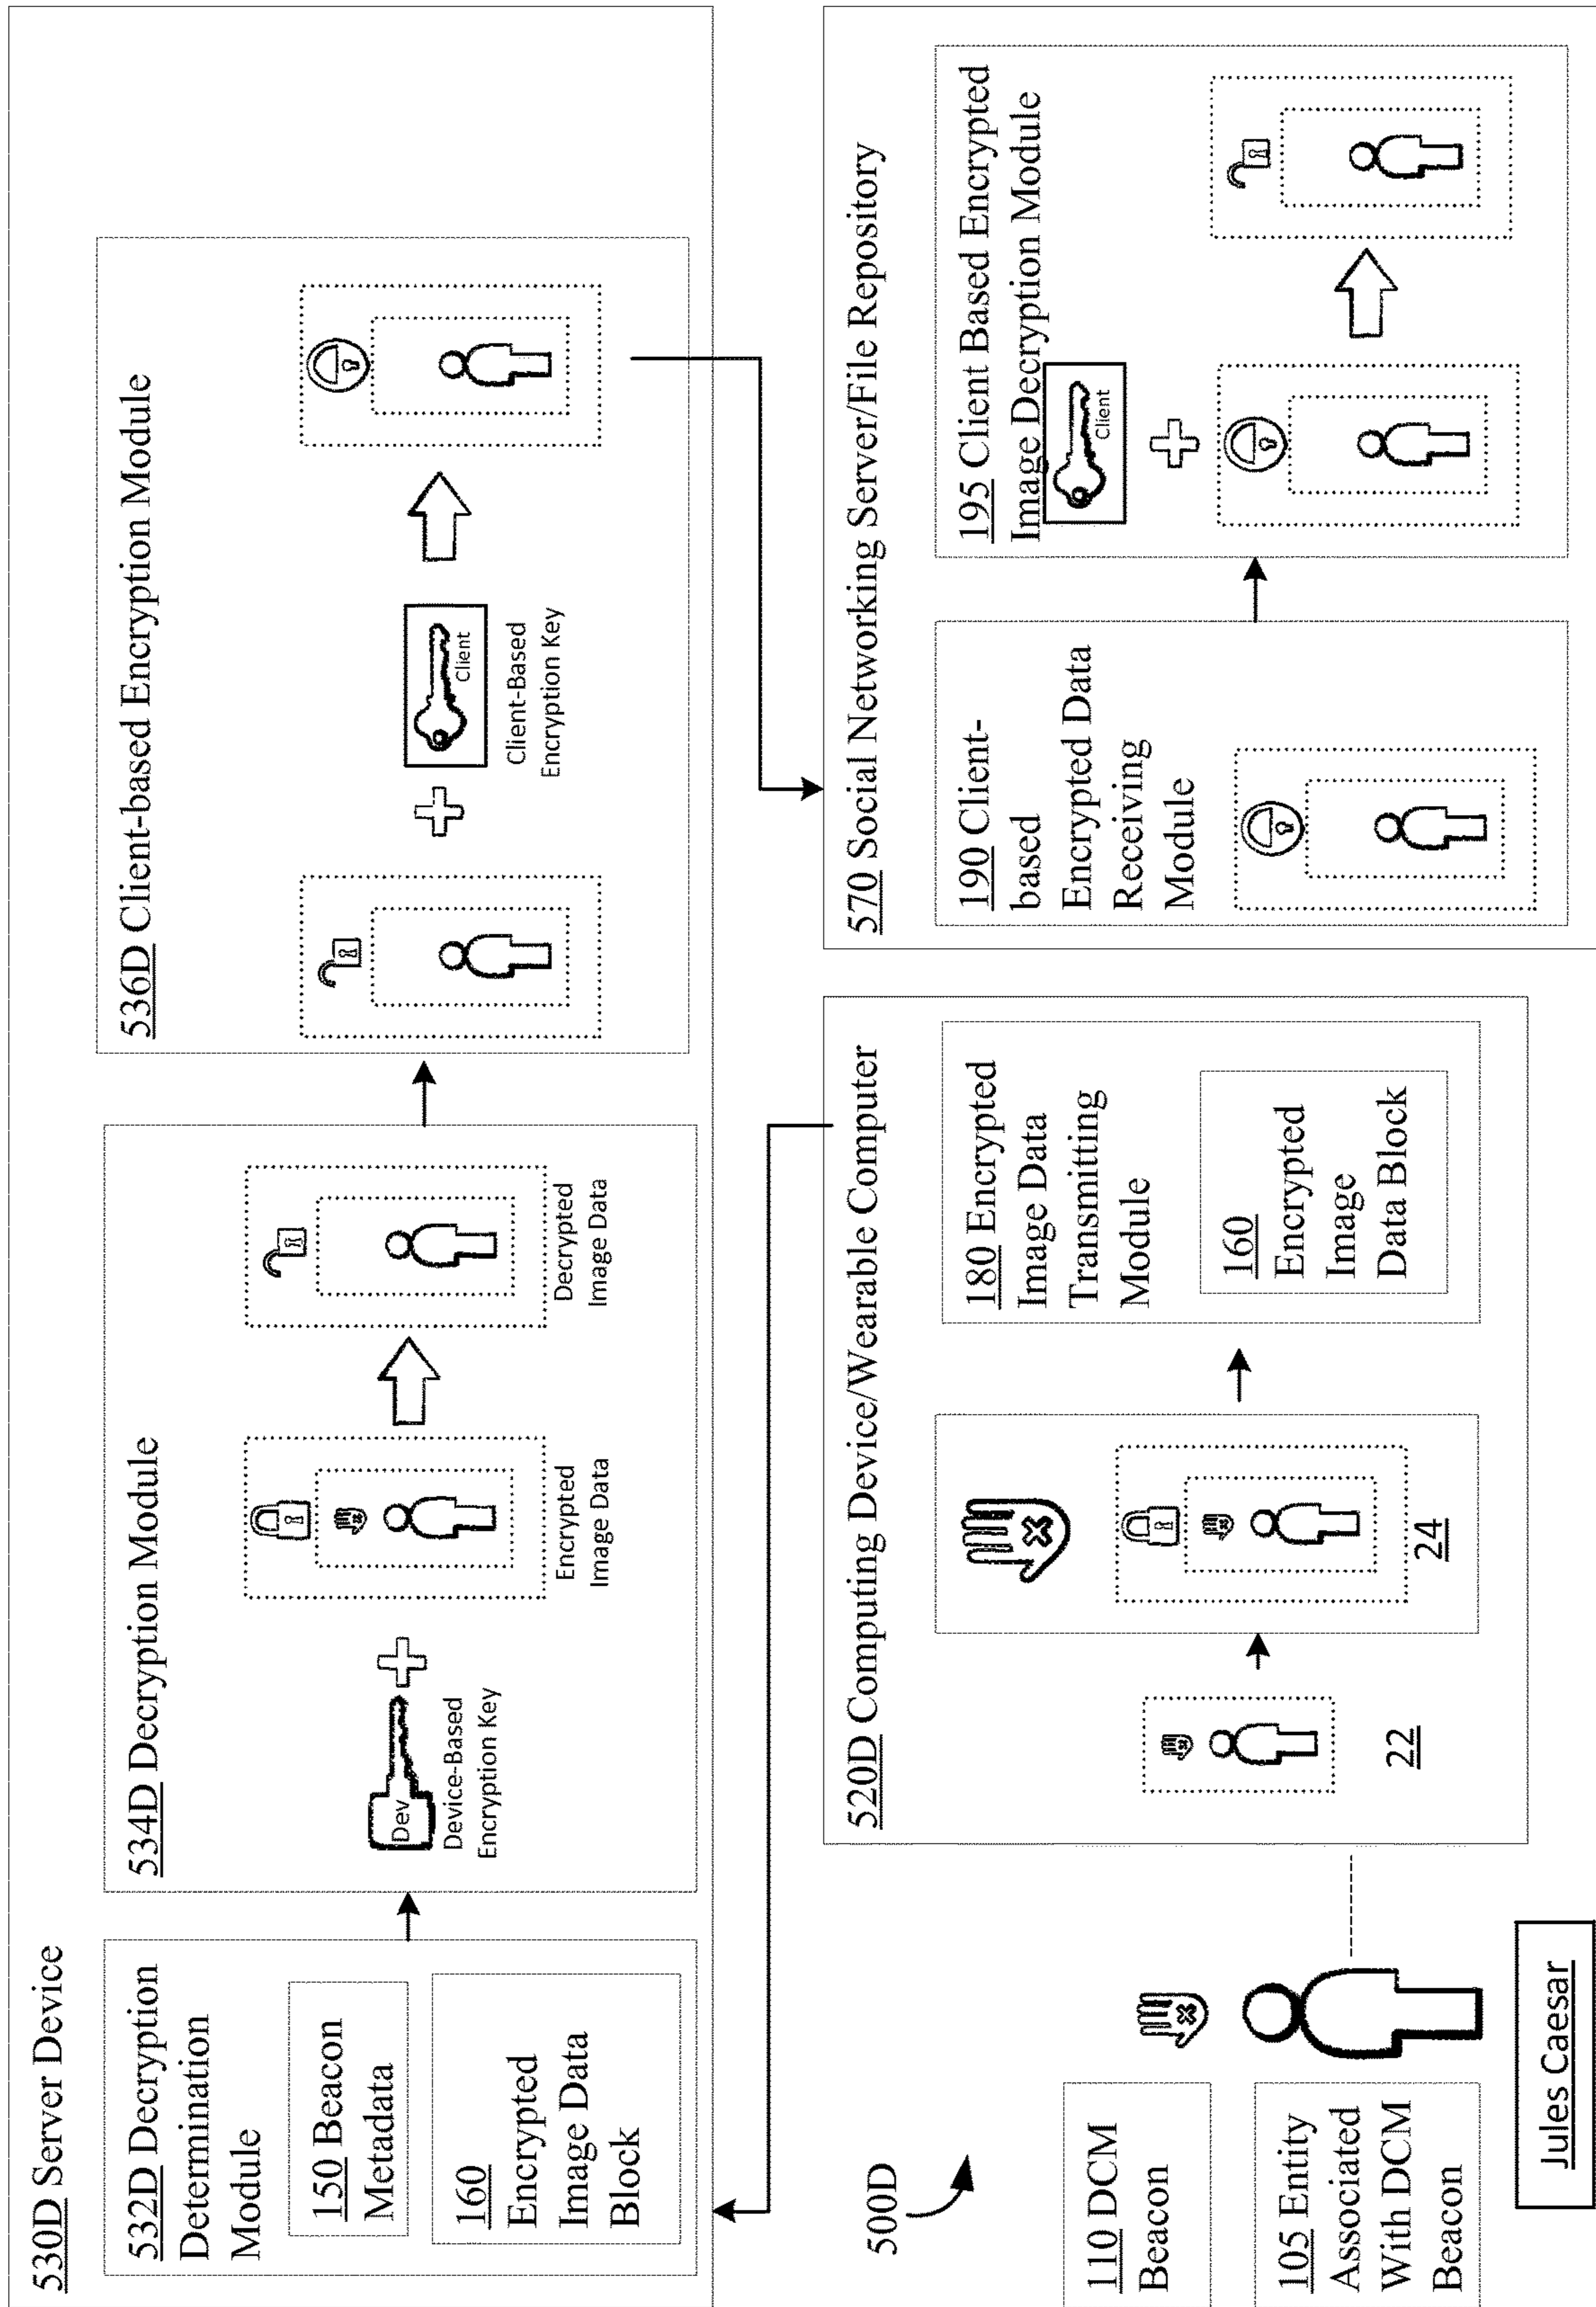 530D Server Device
532D Decryption
Determination
Module
150 Beacon
Metadata
160
Encrypted
Image Data
Block
534D Decryption Module
Dev
Device-Based
Encryption Key
Encrypted
Image Data
Decrypted
Image Data
536D Client-based Encryption Module
Client
Client-Based
Encryption Key
500D
110 DCM
Beacon
105 Entity
Associated
With DCM
Beacon
Jules Caesar
520D Computing Device/Wearable Computer
22
24
180 Encrypted
Image Data
Transmitting
Module
160
Encrypted
Image
Data Block
570 Social Networking Server/File Repository
190 Client-
based
Encrypted Data
Receiving
Module
195 Client Based Encrypted
Image Decryption Module
Client